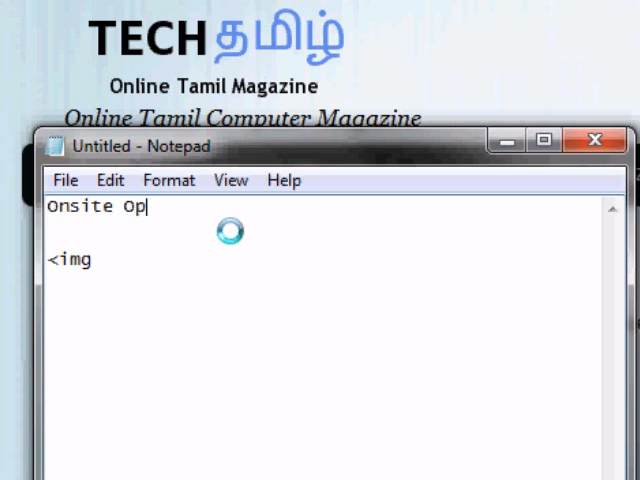 TECHதமிழ்
Online Tamil Magazine
Online Tamil Computer Magazine
Untitled - Notepad
File Edit Format View Help
Onsite Op
<img